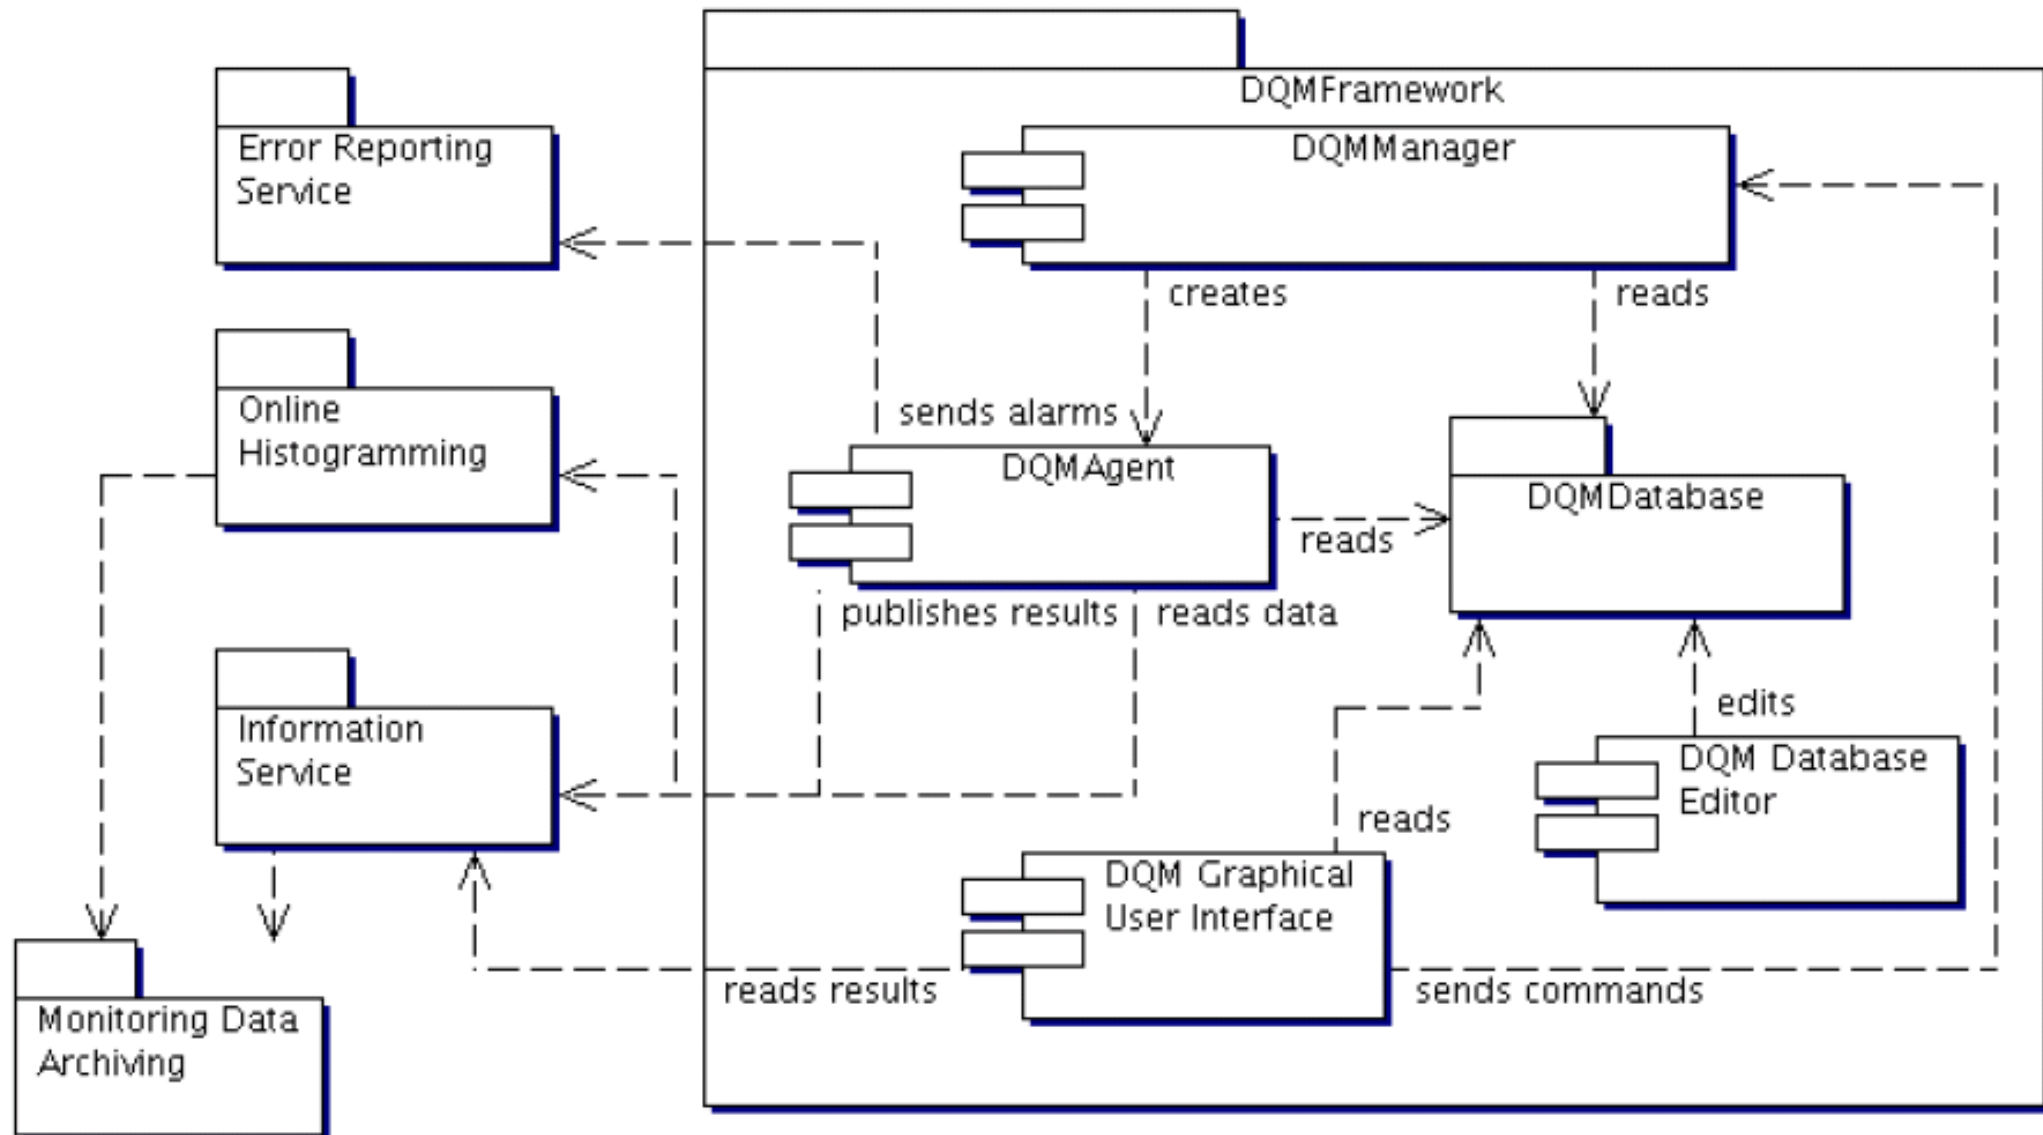 DQMFramework
Error Reporting
Service
DQMManager
creates
reads
Online
Histogramming
sends alarms
DQMAgent
DQMDatabase
reads
publishes results
reads data
Information
Service
edits
DQM Database
Editor
reads
DQM Graphical
User Interface
reads results
sends commands
Monitoring Data
Archiving